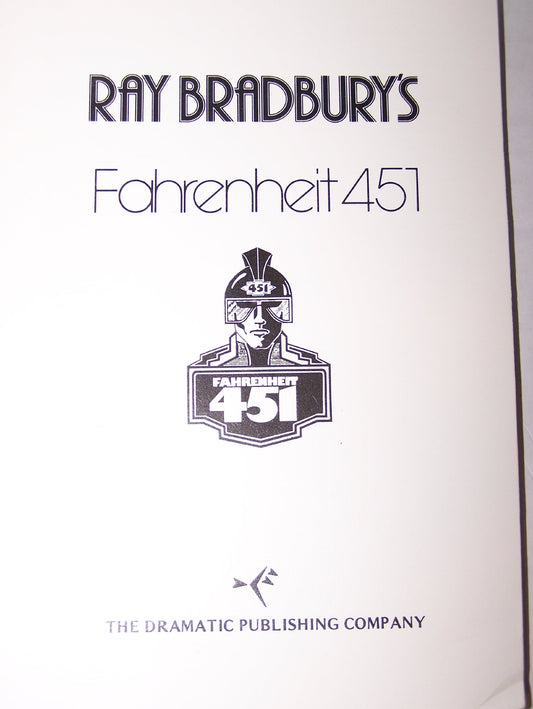 RAY BRADBURY'S
Fahrenheit 451
451
FAHRENHEIT
451
THE DRAMATIC PUBLISHING COMPANY